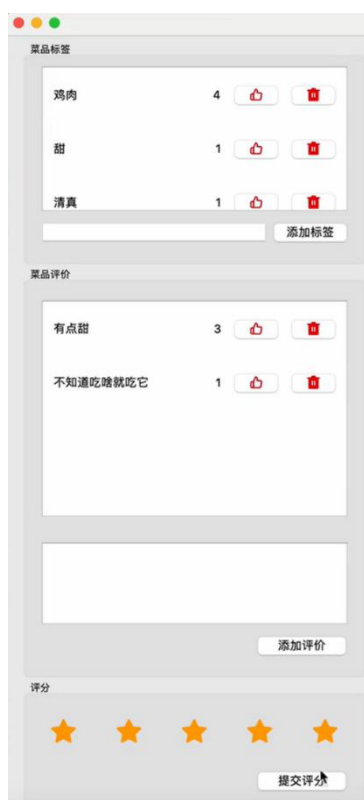 菜品标签
鸡肉 4
甜 1
清真 1
添加标签
菜品评价
有点甜 3
不知道吃啥就吃它 1
添加评价
评分
提交评分